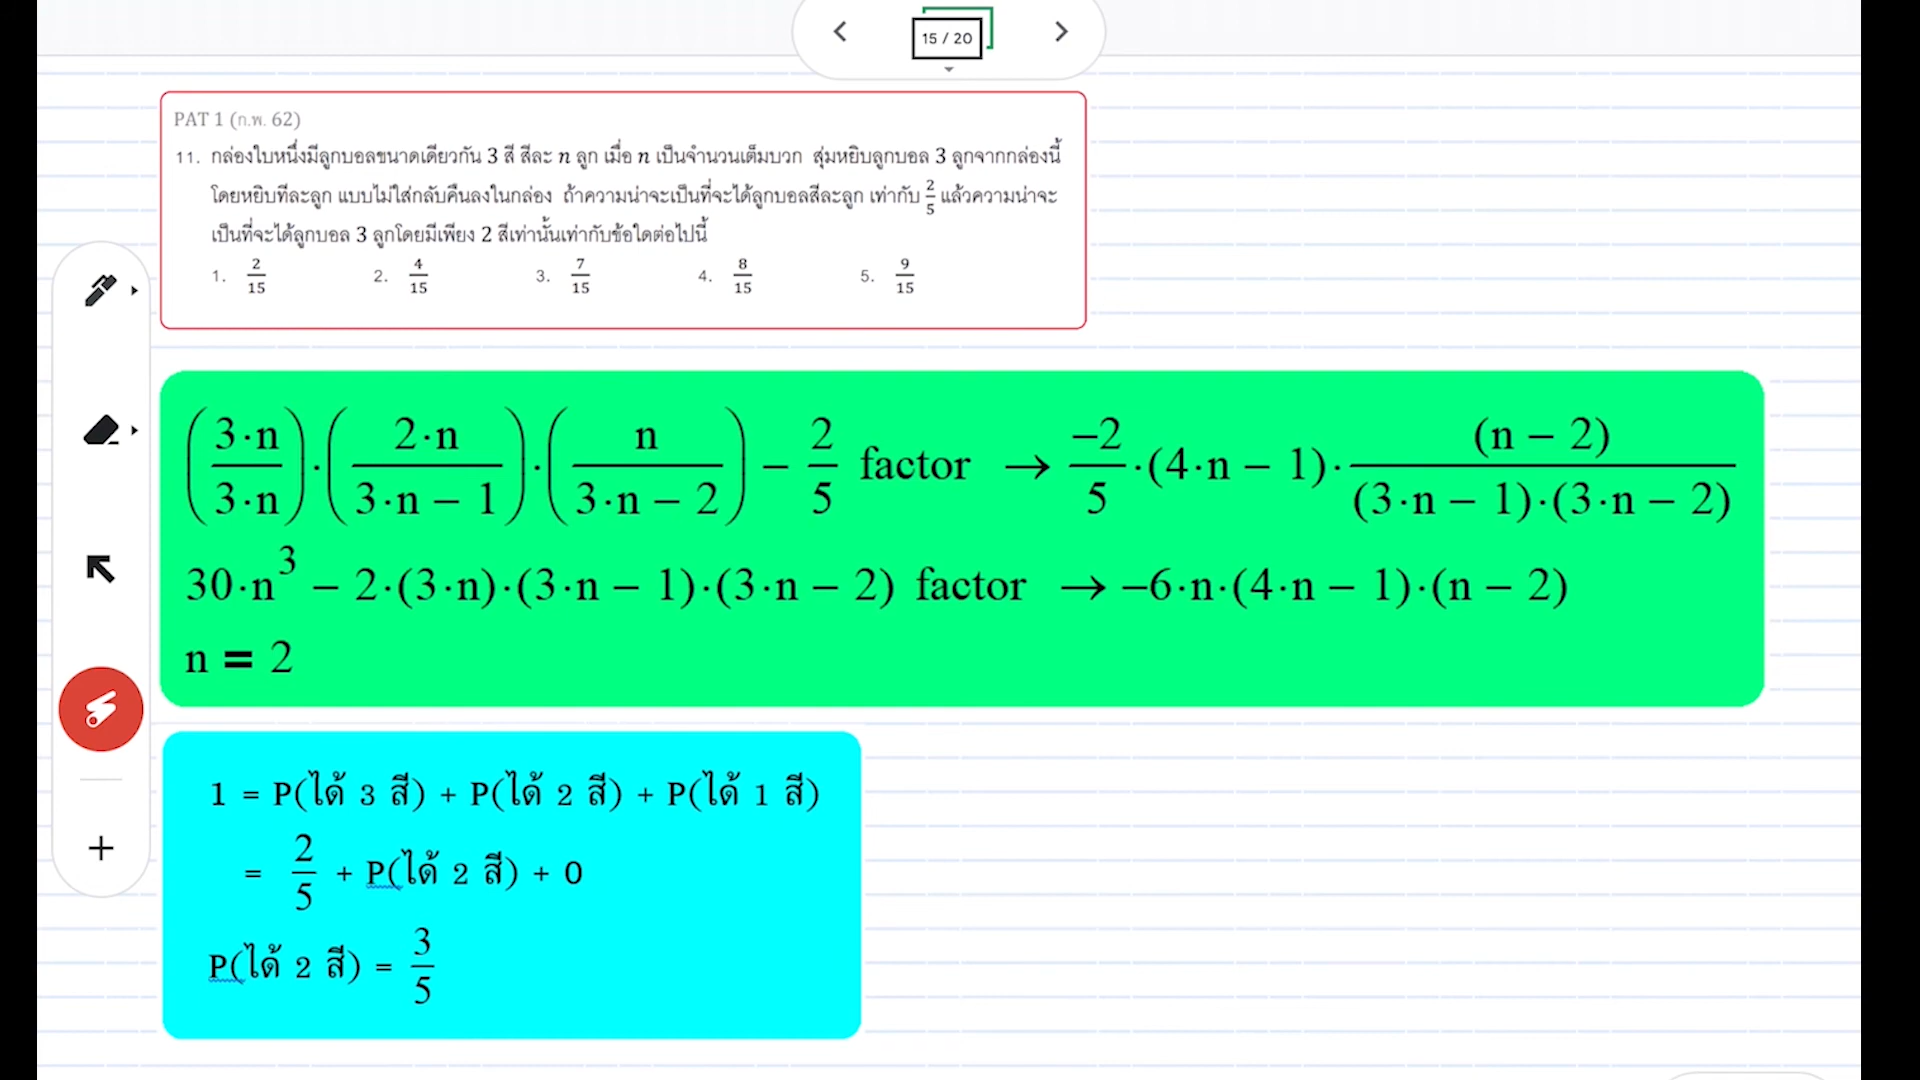 15 / 20
PAT 1 (ก.พ. 62)
11. กล่องใบหนึ่งมีลูกบอลขนาดเดียวกัน 3 สี สีละ n ลูก เมื่อ n เป็นจำนวนเต็มบวก สุ่มหยิบลูกบอล 3 ลูกจากกล่องนี้
โดยหยิบทีละลูก แบบไม่ใส่กลับคืนลงในกล่อง ถ้าความน่าจะเป็นที่จะได้ลูกบอลสีละลูก เท่ากับ 2/5 แล้วความน่าจะ
เป็นที่จะได้ลูกบอล 3 ลูกโดยมีเพียง 2 สีเท่านั้นเท่ากับข้อใดต่อไปนี้
1. 2/15 2. 4/15 3. 7/15 4. 8/15 5. 9/15
(3·n/3·n)·(2·n/(3·n − 1))·(n/(3·n − 2)) − 2/5 factor → −2/5·(4·n − 1)·(n − 2)/((3·n − 1)·(3·n − 2))
30·n³ − 2·(3·n)·(3·n − 1)·(3·n − 2) factor → −6·n·(4·n − 1)·(n − 2)
n = 2
1 = P(ได้ 3 สี) + P(ได้ 2 สี) + P(ได้ 1 สี)
= 2/5 + P(ได้ 2 สี) + 0
P(ได้ 2 สี) = 3/5